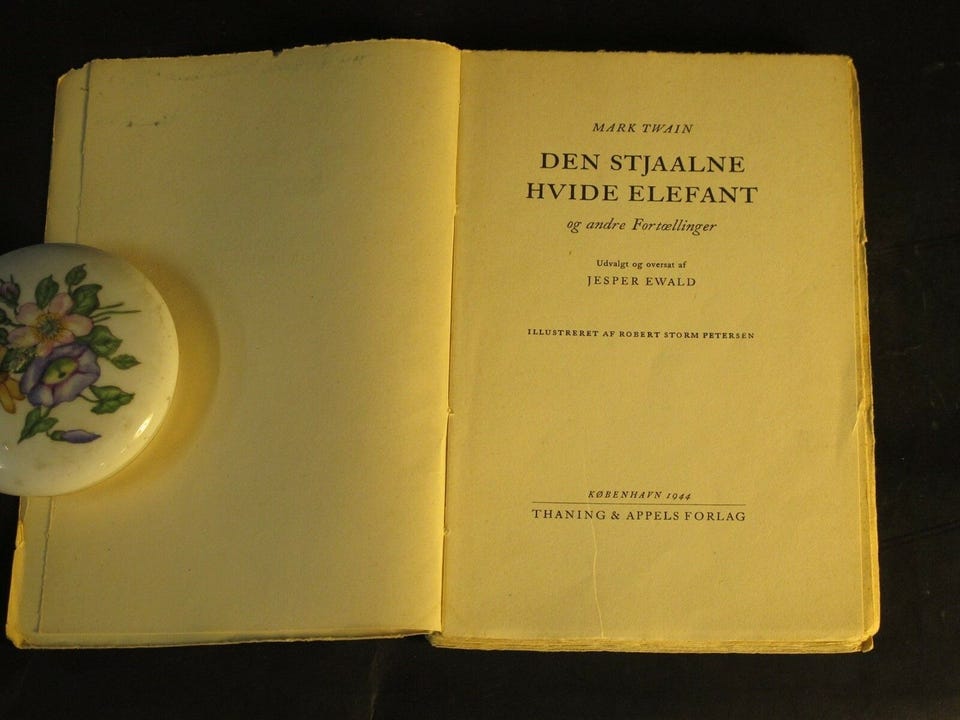 MARK TWAIN
DEN STJAALNE
HVIDE ELEFANT
og andre Fortællinger
Udvalgt og oversat af
JESPER EWALD
ILLUSTRERET AF ROBERT STORM PETERSEN
KØBENHAVN 1944
THANING & APPELS FORLAG